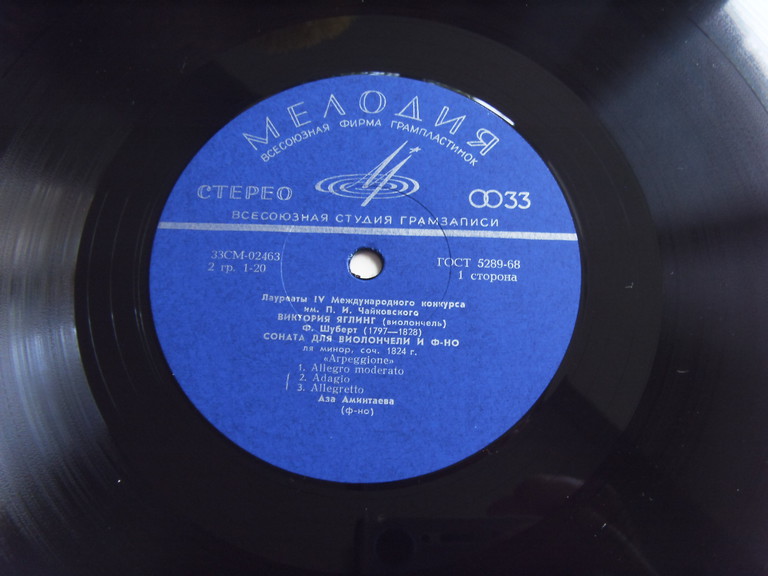 МЕЛОДИЯ
ВСЕСОЮЗНАЯ ФИРМА ГРАМПЛАСТИНОК
СТЕРЕО
33
ВСЕСОЮЗНАЯ СТУДИЯ ГРАМЗАПИСИ
33СМ-02463
ГОСТ 5289-68
2 гр. 1-20
1 сторона
Лауреаты IV Международного конкурса
им. П. И. Чайковского
ВИКТОРИЯ ЯГЛИНГ (виолончель)
Ф. Шуберт (1797—1828)
СОНАТА ДЛЯ ВИОЛОНЧЕЛИ И Ф-НО
ля минор, соч. 1824 г.
«Arpeggione»
1. Allegro moderato
2. Adagio
3. Allegretto
Аза Аминтаева
(ф-но)